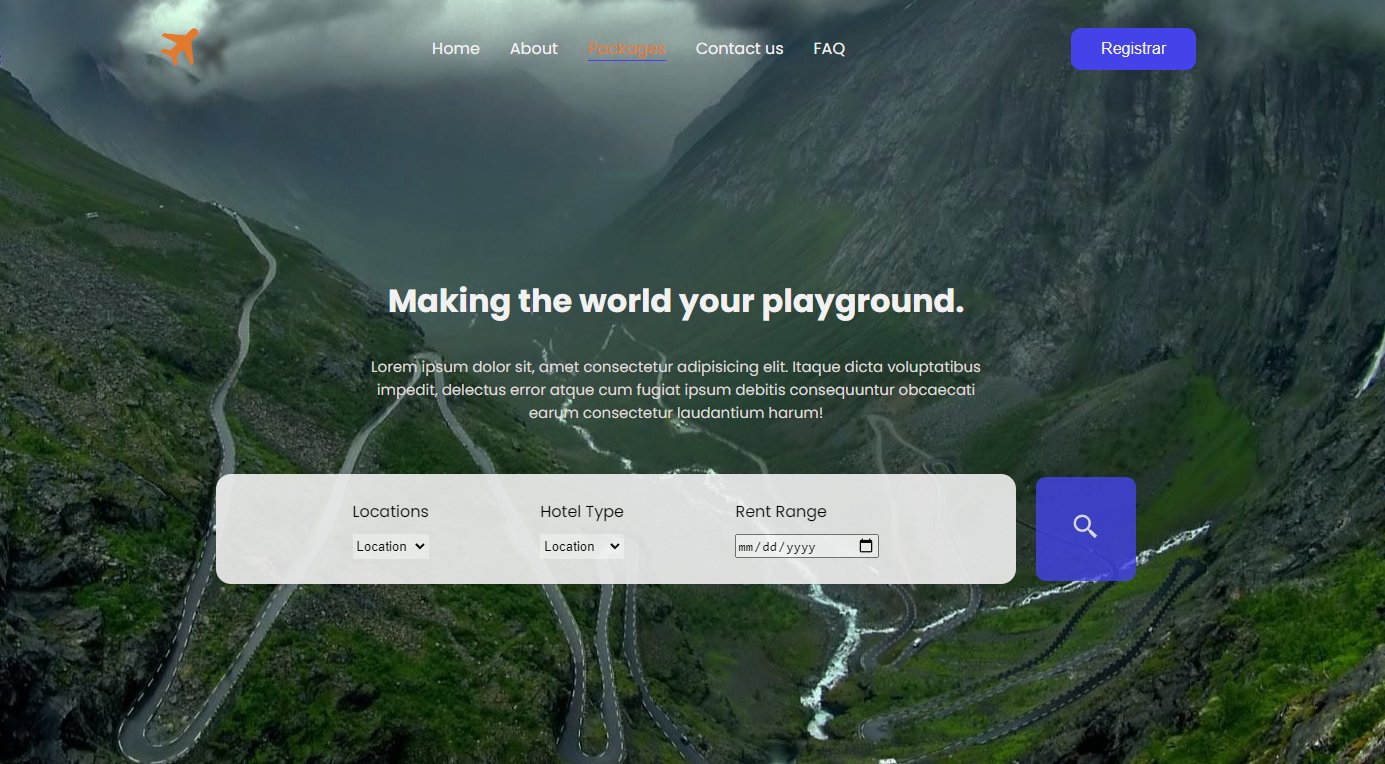 Home About Packages Contact us FAQ Registrar
Making the world your playground.
Lorem ipsum dolor sit, amet consectetur adipisicing elit. Itaque dicta voluptatibus
impedit, delectus error atque cum fugiat ipsum debitis consequuntur obcaecati
earum consectetur laudantium harum!
Locations Hotel Type Rent Range
Location Location mm/dd/yyyy